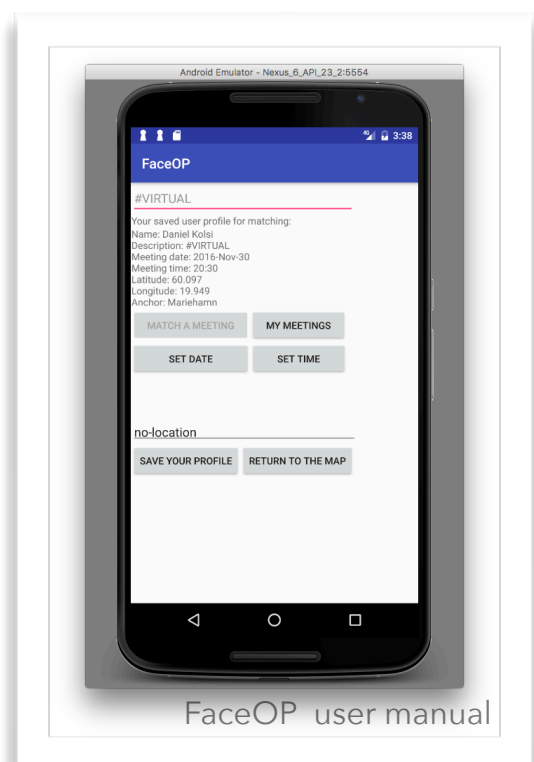 Android Emulator - Nexus_6_API_23_2:5554
4G 3:38
FaceOP
#VIRTUAL
Your saved user profile for matching:
Name: Daniel Kolsi
Description: #VIRTUAL
Meeting date: 2016-Nov-30
Meeting time: 20:30
Latitude: 60.097
Longitude: 19.949
Anchor: Mariehamn
MATCH A MEETING MY MEETINGS
SET DATE SET TIME
no-location
SAVE YOUR PROFILE RETURN TO THE MAP
FaceOP user manual